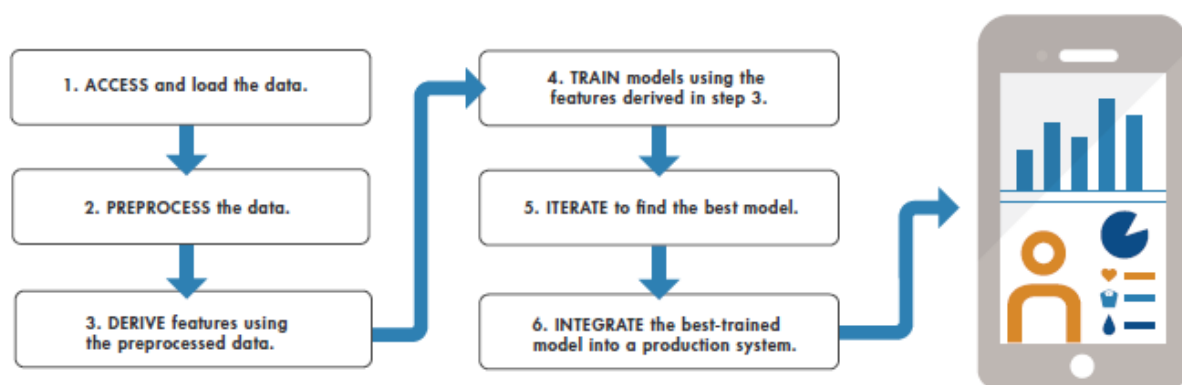 1. ACCESS and load the data.
2. PREPROCESS the data.
3. DERIVE features using
the preprocessed data.
4. TRAIN models using the
features derived in step 3.
5. ITERATE to find the best model.
6. INTEGRATE the best-trained
model into a production system.